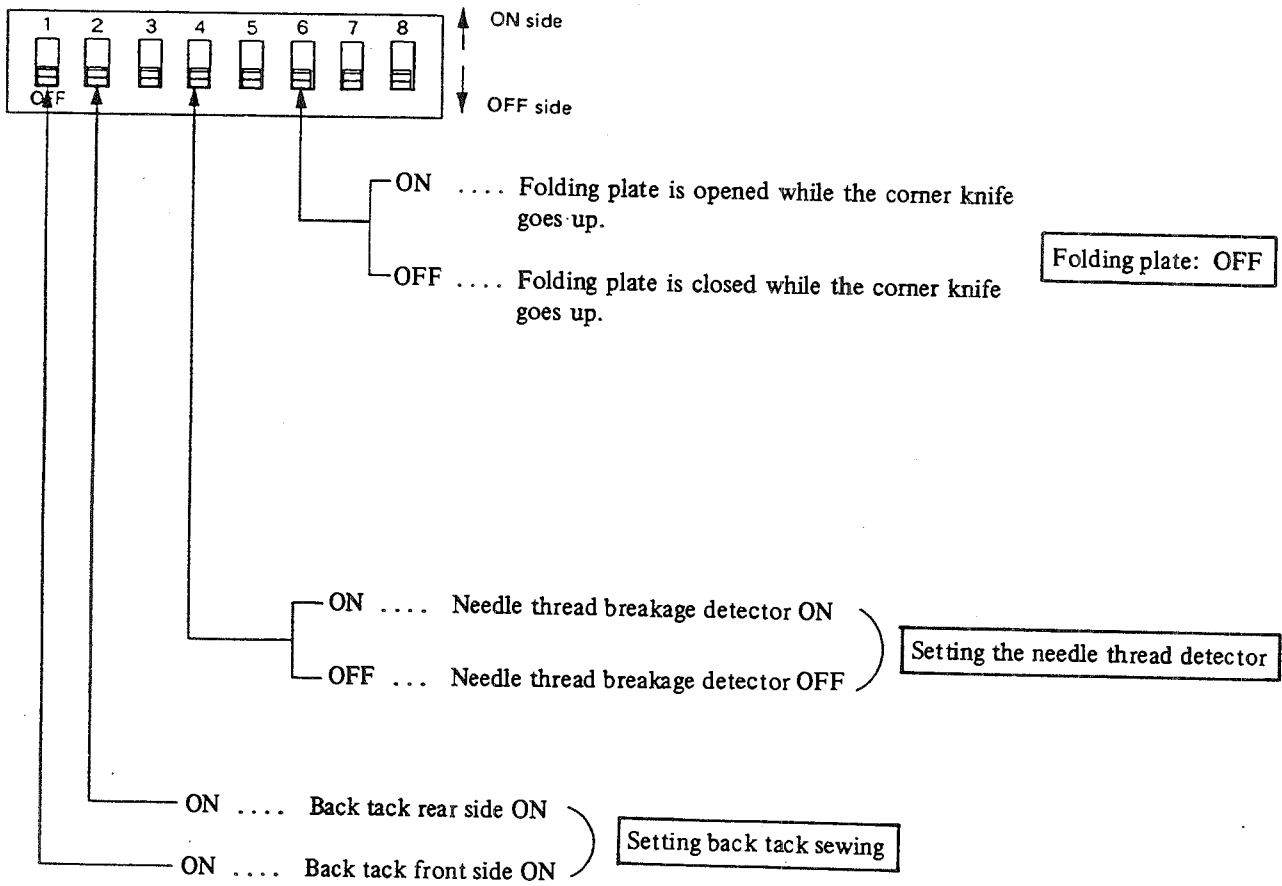 1 2 3 4 5 6 7 8
ON side
OFF
OFF side
ON .... Folding plate is opened while the corner knife
goes up.
Folding plate: OFF
OFF .... Folding plate is closed while the corner knife
goes up.
ON .... Needle thread breakage detector ON
Setting the needle thread detector
OFF ... Needle thread breakage detector OFF
ON .... Back tack rear side ON
Setting back tack sewing
ON .... Back tack front side ON